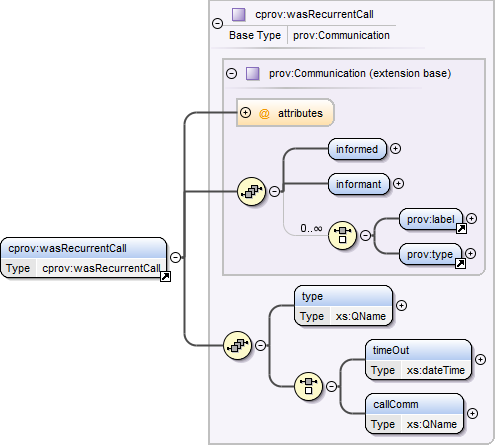 cprov:wasRecurrentCall
Base Type prov:Communication
prov:Communication (extension base)
@ attributes
informed
informant
0..∞
prov:label
prov:type
cprov:wasRecurrentCall
Type cprov:wasRecurrentCall
type
Type xs:QName
timeOut
Type xs:dateTime
callComm
Type xs:QName